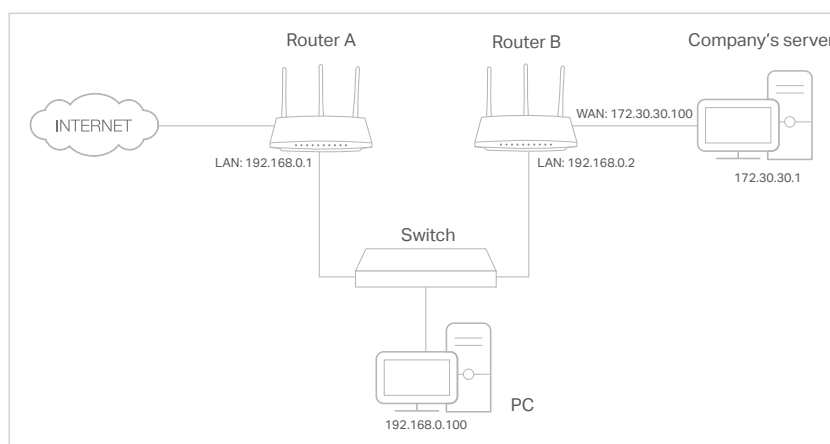 Router A
Router B
Company's server
INTERNET
WAN: 172.30.30.100
LAN: 192.168.0.1
LAN: 192.168.0.2
172.30.30.1
Switch
PC
192.168.0.100